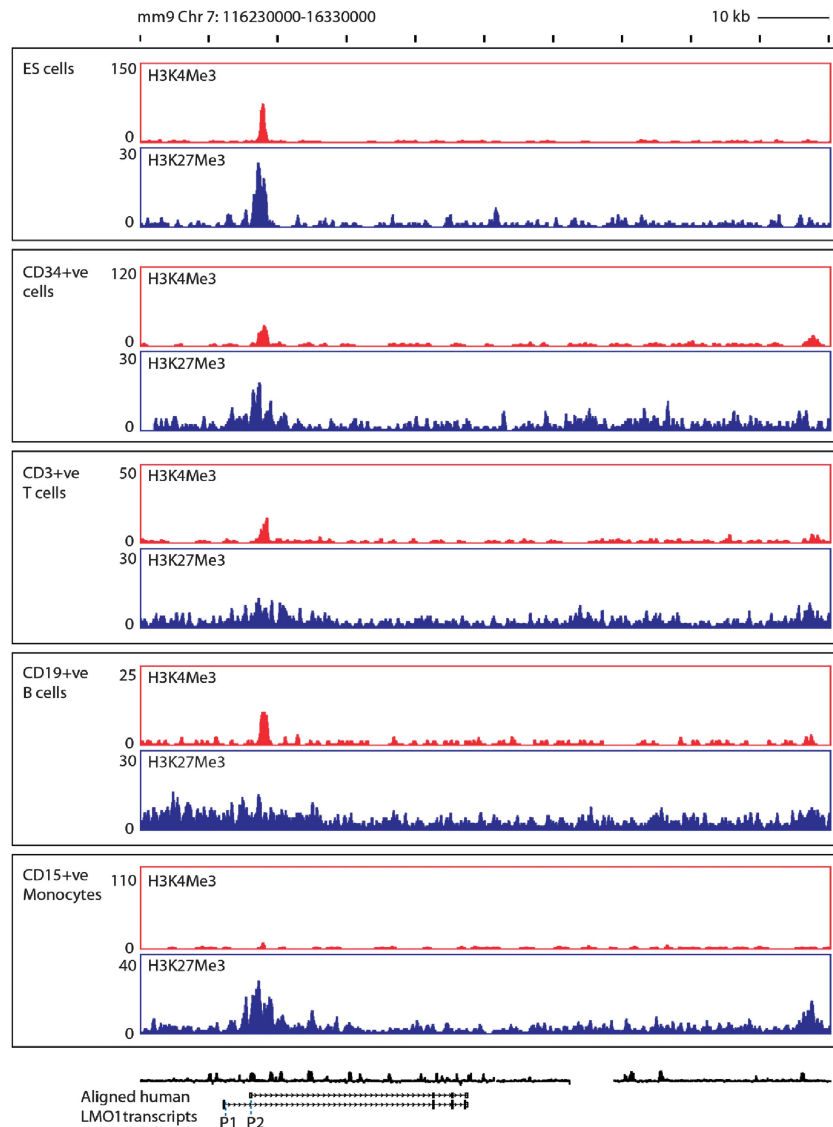 mm9 Chr 7: 116230000-16330000
10 kb
ES cells
150
H3K4Me3
0
30
H3K27Me3
0
CD34+ve
cells
120
H3K4Me3
0
30
H3K27Me3
0
CD3+ve
T cells
50
H3K4Me3
0
30
H3K27Me3
0
CD19+ve
B cells
25
H3K4Me3
0
30
H3K27Me3
0
CD15+ve
Monocytes
110
H3K4Me3
0
40
H3K27Me3
0
Aligned human
LMO1transcripts
P1 P2